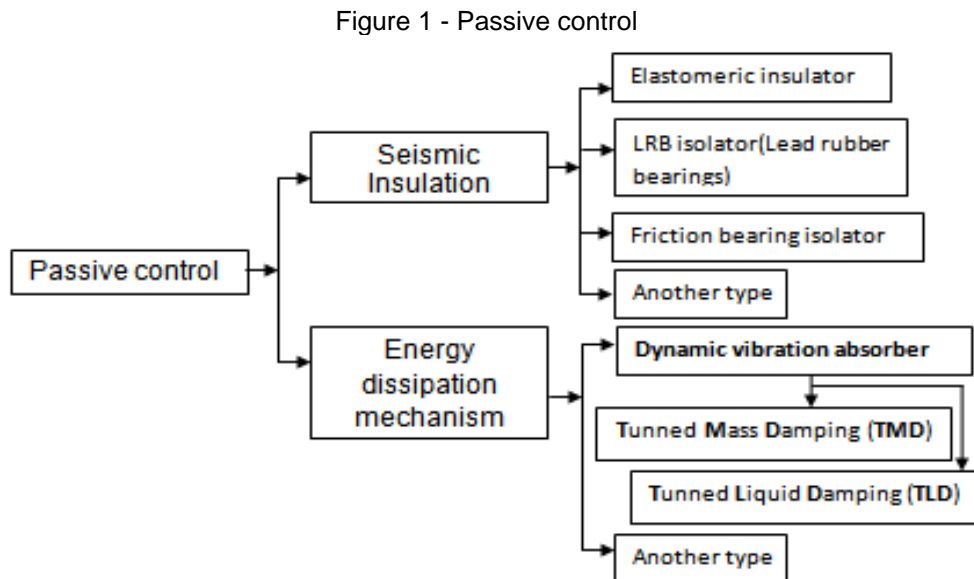 Figure 1 - Passive control
Elastomeric insulator
Seismic
Insulation
LRB isolator(Lead rubber
bearings)
Friction bearing isolator
Passive control
Another type
Energy
dissipation
mechanism
Dynamic vibration absorber
Tunned Mass Damping (TMD)
Tunned Liquid Damping (TLD)
Another type